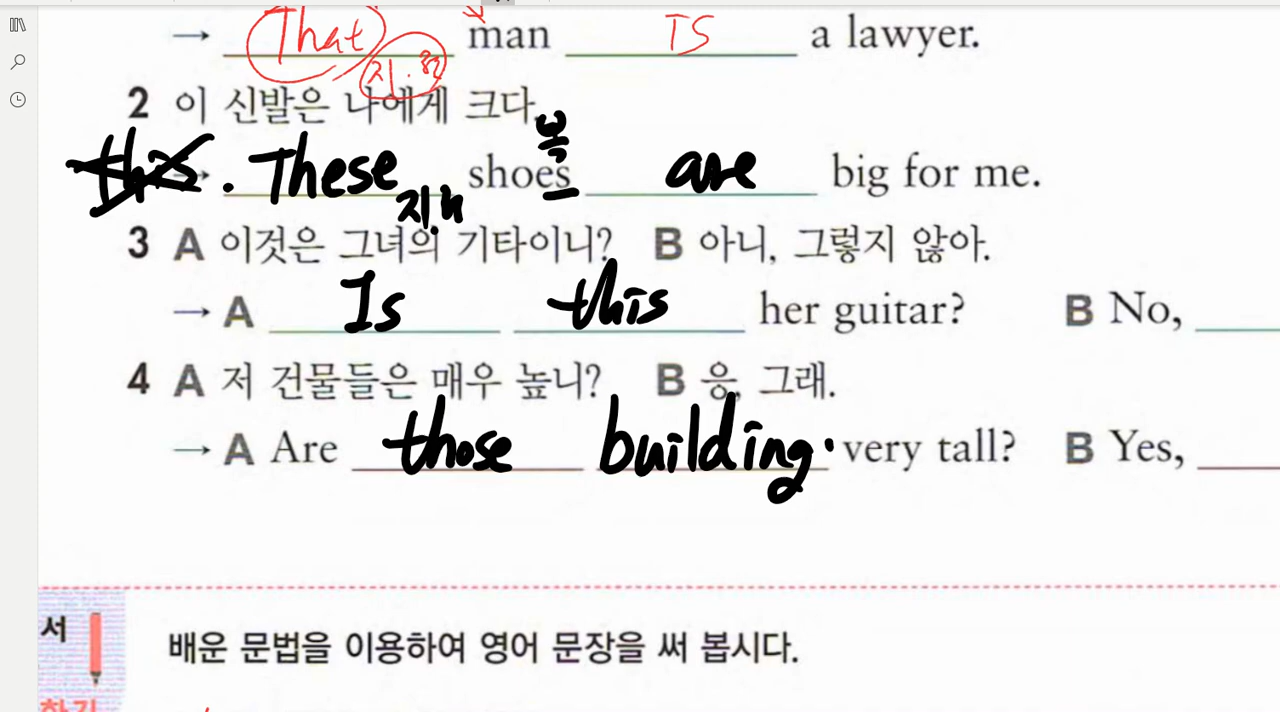 → That man IS a lawyer.
지.형
2 이 신발은 나에게 크다.
복
this → These shoes are big for me.
3 A 이것은 그녀의 기타이니? B 아니, 그렇지 않아.
→ A Is this her guitar? B No,
4 A 저 건물들은 매우 높니? B 응, 그래.
→ A Are those building. very tall? B Yes,
서
배운 문법을 이용하여 영어 문장을 써 봅시다.
하기